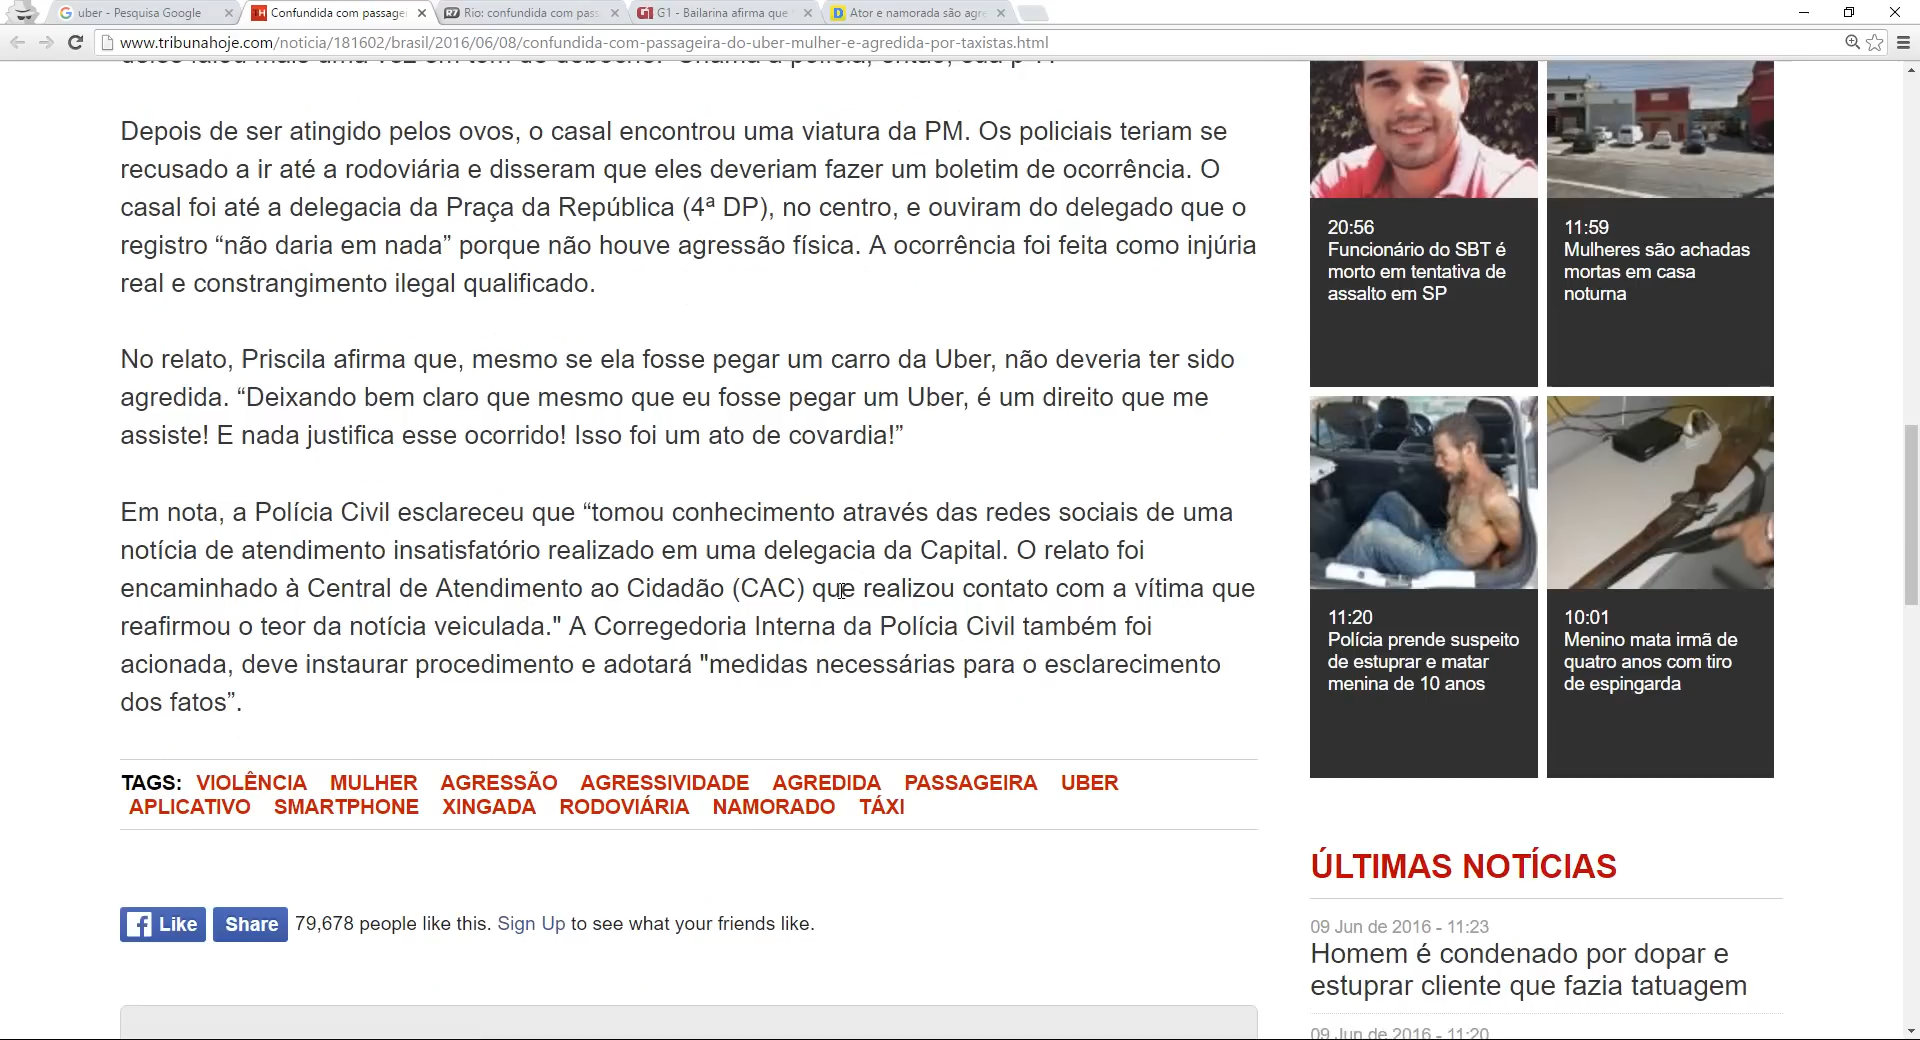 uber - Pesquisa Google
Confundida com passage
Rio: confundida com pas
G1 - Bailarina afirma que
Ator e namorada são agr
www.tribunahoje.com/noticia/181602/brasil/2016/06/08/confundida-com-passageira-do-uber-mulher-e-agredida-por-taxistas.html
Depois de ser atingido pelos ovos, o casal encontrou uma viatura da PM. Os policiais teriam se
recusado a ir até a rodoviária e disseram que eles deveriam fazer um boletim de ocorrência. O
casal foi até a delegacia da Praça da República (4ª DP), no centro, e ouviram do delegado que o
registro “não daria em nada” porque não houve agressão física. A ocorrência foi feita como injúria
real e constrangimento ilegal qualificado.
No relato, Priscila afirma que, mesmo se ela fosse pegar um carro da Uber, não deveria ter sido
agredida. “Deixando bem claro que mesmo que eu fosse pegar um Uber, é um direito que me
assiste! E nada justifica esse ocorrido! Isso foi um ato de covardia!”
Em nota, a Polícia Civil esclareceu que “tomou conhecimento através das redes sociais de uma
notícia de atendimento insatisfatório realizado em uma delegacia da Capital. O relato foi
encaminhado à Central de Atendimento ao Cidadão (CAC) que realizou contato com a vítima que
reafirmou o teor da notícia veiculada." A Corregedoria Interna da Polícia Civil também foi
acionada, deve instaurar procedimento e adotará "medidas necessárias para o esclarecimento
dos fatos”.
TAGS: VIOLÊNCIA MULHER AGRESSÃO AGRESSIVIDADE AGREDIDA PASSAGEIRA UBER
APLICATIVO SMARTPHONE XINGADA RODOVIÁRIA NAMORADO TÁXI
Like Share 79,678 people like this. Sign Up to see what your friends like.
20:56
Funcionário do SBT é
morto em tentativa de
assalto em SP
11:59
Mulheres são achadas
mortas em casa
noturna
11:20
Polícia prende suspeito
de estuprar e matar
menina de 10 anos
10:01
Menino mata irmã de
quatro anos com tiro
de espingarda
ÚLTIMAS NOTÍCIAS
09 Jun de 2016 - 11:23
Homem é condenado por dopar e
estuprar cliente que fazia tatuagem
09 Jun de 2016 - 11:20